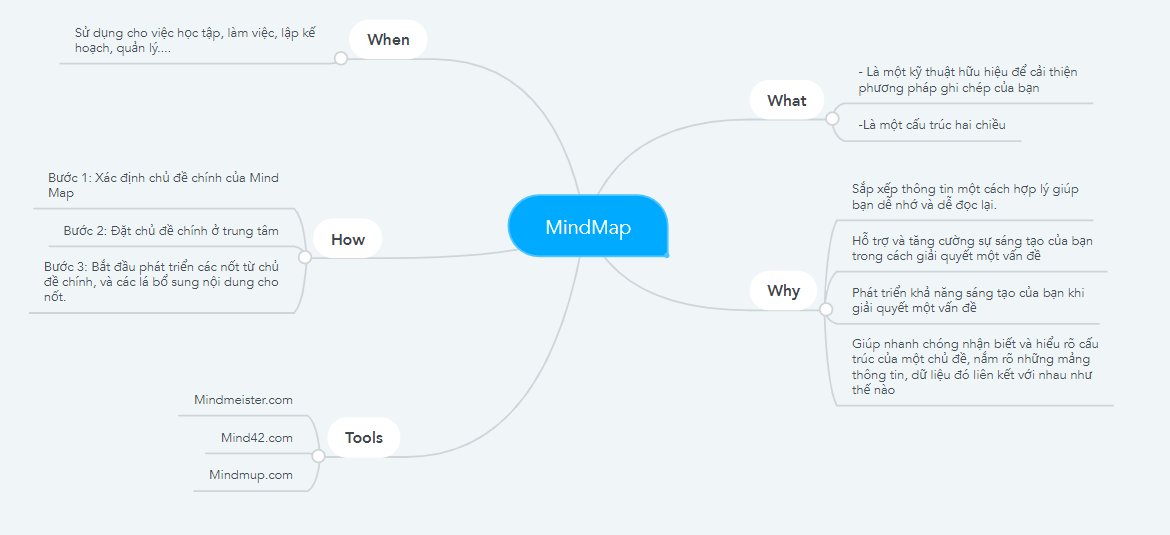 MindMap
What
- Là một kỹ thuật hữu hiệu để cải thiện
phương pháp ghi chép của bạn
-Là một cấu trúc hai chiều
Why
Sắp xếp thông tin một cách hợp lý giúp
bạn dễ nhớ và dễ đọc lại.
Hỗ trợ và tăng cường sự sáng tạo của bạn
trong cách giải quyết một vấn đề
Phát triển khả năng sáng tạo của bạn khi
giải quyết một vấn đề
Giúp nhanh chóng nhận biết và hiểu rõ cấu
trúc của một chủ đề, nắm rõ những mảng
thông tin, dữ liệu đó liên kết với nhau như
thế nào
When
Sử dụng cho việc học tập, làm việc, lập kế
hoạch, quản lý....
How
Bước 1: Xác định chủ đề chính của Mind
Map
Bước 2: Đặt chủ đề chính ở trung tâm
Bước 3: Bắt đầu phát triển các nốt từ chủ
đề chính, và các lá bổ sung nội dung cho
nốt.
Tools
Mindmeister.com
Mind42.com
Mindmup.com